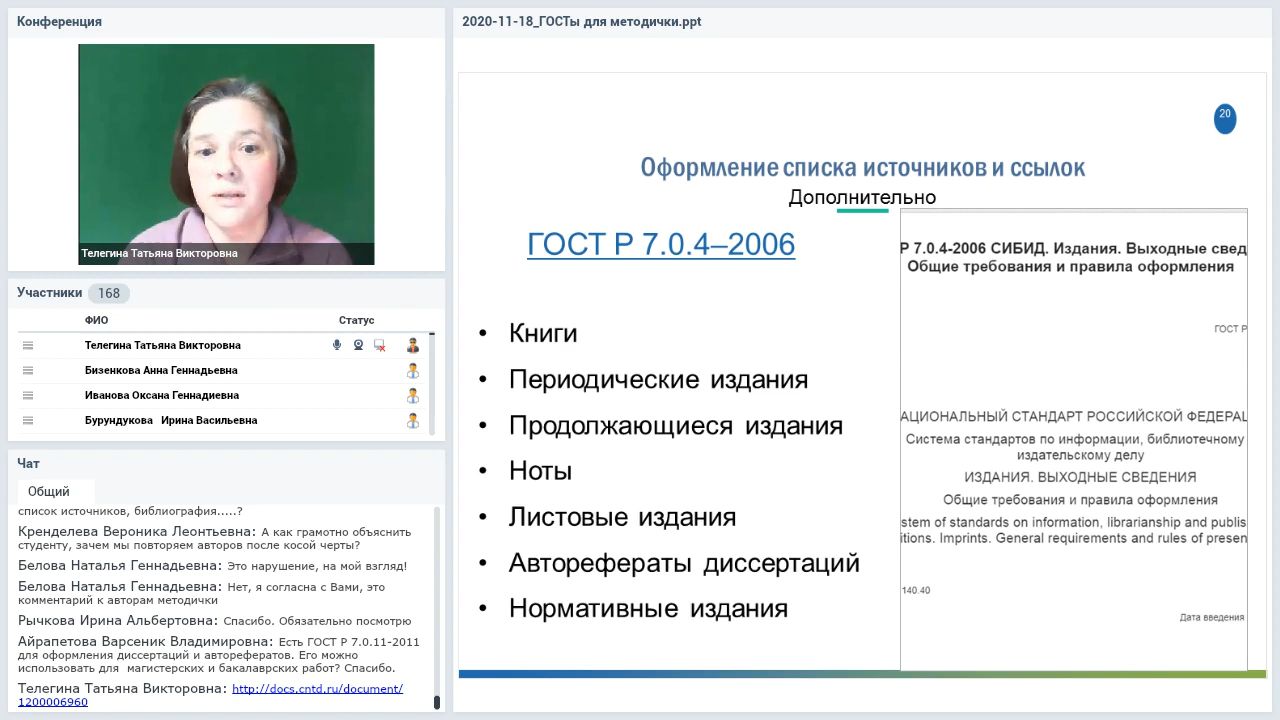 Конференция
Телегина Татьяна Викторовна
Участники 168
ФИО Статус
Телегина Татьяна Викторовна
Бизенкова Анна Геннадьевна
Иванова Оксана Геннадиевна
Бурундукова Ирина Васильевна
Чат
Общий
список источников, библиография.....?
Кренделева Вероника Леонтьевна: А как грамотно объяснить
студенту, зачем мы повторяем авторов после косой черты?
Белова Наталья Геннадьевна: Это нарушение, на мой взгляд!
Белова Наталья Геннадьевна: Нет, я согласна с Вами, это
комментарий к авторам методички
Рычкова Ирина Альбертовна: Спасибо. Обязательно посмотрю
Айрапетова Варсеник Владимировна: Есть ГОСТ Р 7.0.11-2011
для оформления диссертаций и авторефератов. Его можно
использовать для магистерских и бакалаврских работ? Спасибо.
Телегина Татьяна Викторовна: http://docs.cntd.ru/document/
1200006960
2020-11-18_ГОСТы для методички.ppt
20
Оформление списка источников и ссылок
Дополнительно
ГОСТ Р 7.0.4–2006
• Книги
• Периодические издания
• Продолжающиеся издания
• Ноты
• Листовые издания
• Авторефераты диссертаций
• Нормативные издания
Р 7.0.4-2006 СИБИД. Издания. Выходные свед
Общие требования и правила оформления
ГОСТ Р
АЦИОНАЛЬНЫЙ СТАНДАРТ РОССИЙСКОЙ ФЕДЕРАЦ
Система стандартов по информации, библиотечному
издательскому делу
ИЗДАНИЯ. ВЫХОДНЫЕ СВЕДЕНИЯ
Общие требования и правила оформления
stem of standards on information, librarianship and publis
itions. Imprints. General requirements and rules of presen
140.40
Дата введения